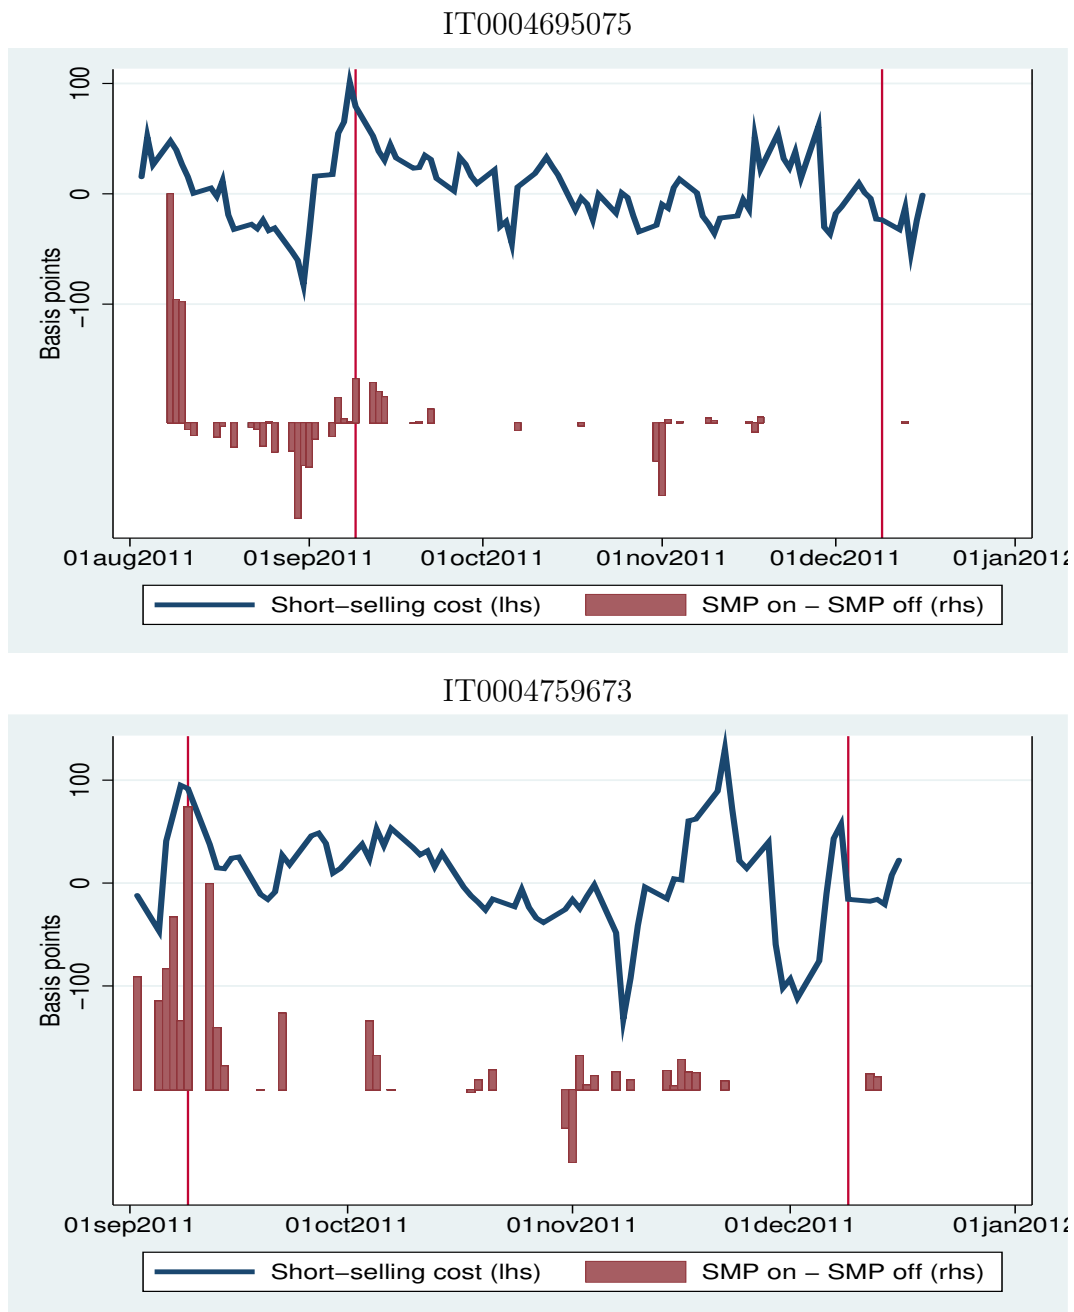 IT0004695075
100
0
−100
Basis points
01aug2011 01sep2011 01oct2011 01nov2011 01dec2011 01jan2012
Short−selling cost (lhs) SMP on − SMP off (rhs)
IT0004759673
100
0
−100
Basis points
01sep2011 01oct2011 01nov2011 01dec2011 01jan2012
Short−selling cost (lhs) SMP on − SMP off (rhs)